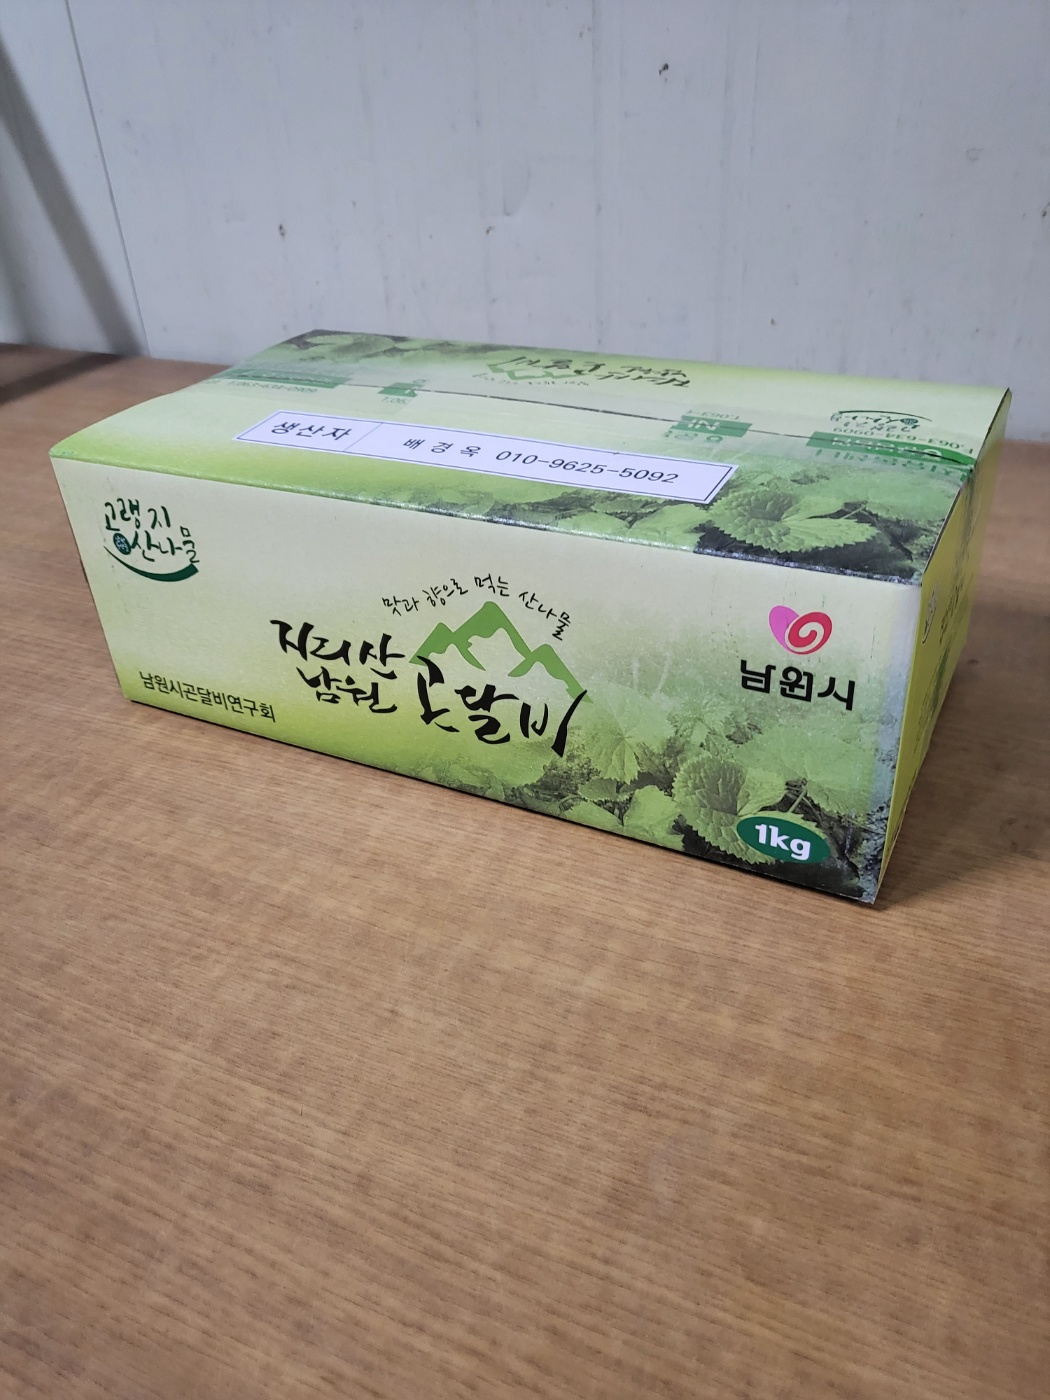 생산자 배경옥 010-9625-5092
고랭지
산나물
맛과 향으로 먹는 산나물
지리산
남원
곤달비
남원시곤달비연구회
남원시
1kg